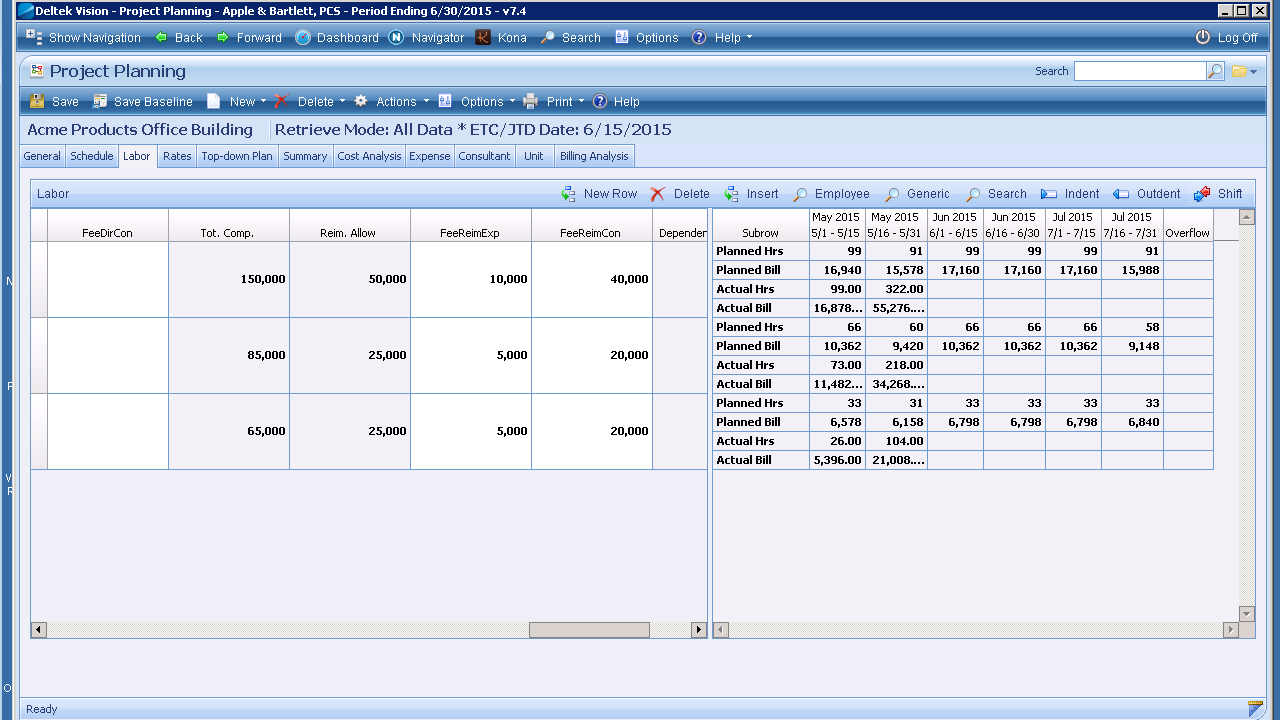 Deltek Vision - Project Planning - Apple & Bartlett, PCS - Period Ending 6/30/2015 - v7.4
Show Navigation Back Forward Dashboard Navigator Kona Search Options Help Log Off
Project Planning Search
Save Save Baseline New Delete Actions Options Print Help
Acme Products Office Building Retrieve Mode: All Data * ETC/JTD Date: 6/15/2015
General Schedule Labor Rates Top-down Plan Summary Cost Analysis Expense Consultant Unit Billing Analysis
Labor New Row Delete Insert Employee Generic Search Indent Outdent Shift
May 2015 May 2015 Jun 2015 Jun 2015 Jul 2015 Jul 2015
FeeDirCon Tot. Comp. Reim. Allow FeeReimExp FeeReimCon Depender Subrow 5/1 - 5/15 5/16 - 5/31 6/1 - 6/15 6/16 - 6/30 7/1 - 7/15 7/16 - 7/31 Overflow
Planned Hrs 99 91 99 99 99 91
Planned Bill 16,940 15,578 17,160 17,160 17,160 15,988
150,000 50,000 10,000 40,000
Actual Hrs 99.00 322.00
Actual Bill 16,878... 55,276....
Planned Hrs 66 60 66 66 66 58
Planned Bill 10,362 9,420 10,362 10,362 10,362 9,148
85,000 25,000 5,000 20,000
Actual Hrs 73.00 218.00
Actual Bill 11,482... 34,268....
Planned Hrs 33 31 33 33 33 33
Planned Bill 6,578 6,158 6,798 6,798 6,798 6,840
65,000 25,000 5,000 20,000
Actual Hrs 26.00 104.00
Actual Bill 5,396.00 21,008....
Ready